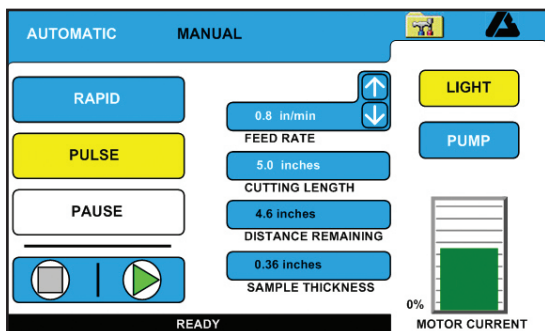 AUTOMATIC MANUAL
RAPID
PULSE
PAUSE
0.8 in/min
FEED RATE
5.0 inches
CUTTING LENGTH
4.6 inches
DISTANCE REMAINING
0.36 inches
SAMPLE THICKNESS
LIGHT
PUMP
0%
MOTOR CURRENT
READY